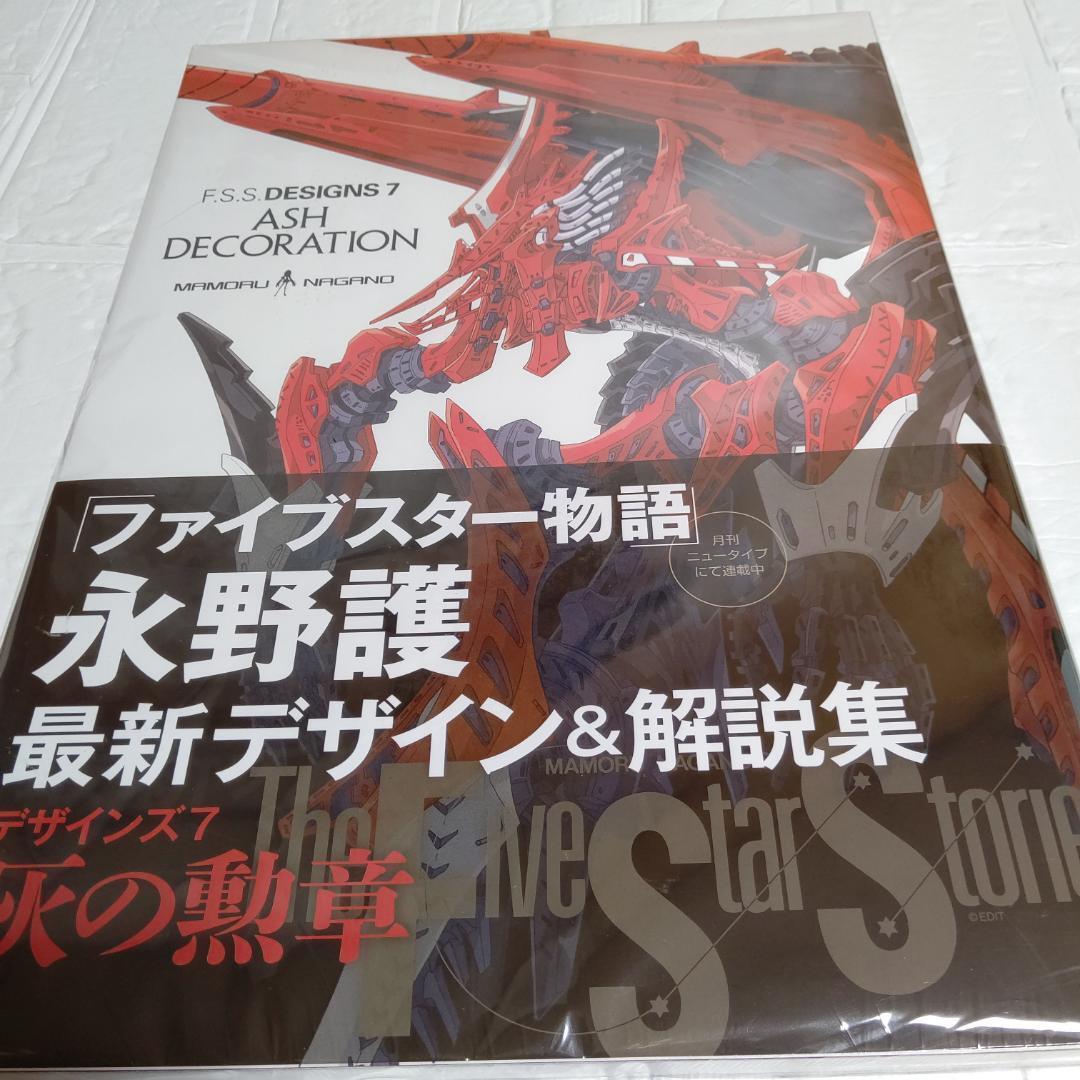 F.S.S. DESIGNS 7
ASH
DECORATION
MAMORU NAGANO
「ファイブスター物語」
月刊
ニュータイプ
にて連載中
永野護
最新デザイン&解説集
MAMOR
デザインズ7
灰の勲章
The Five Star Storie
©EDIT